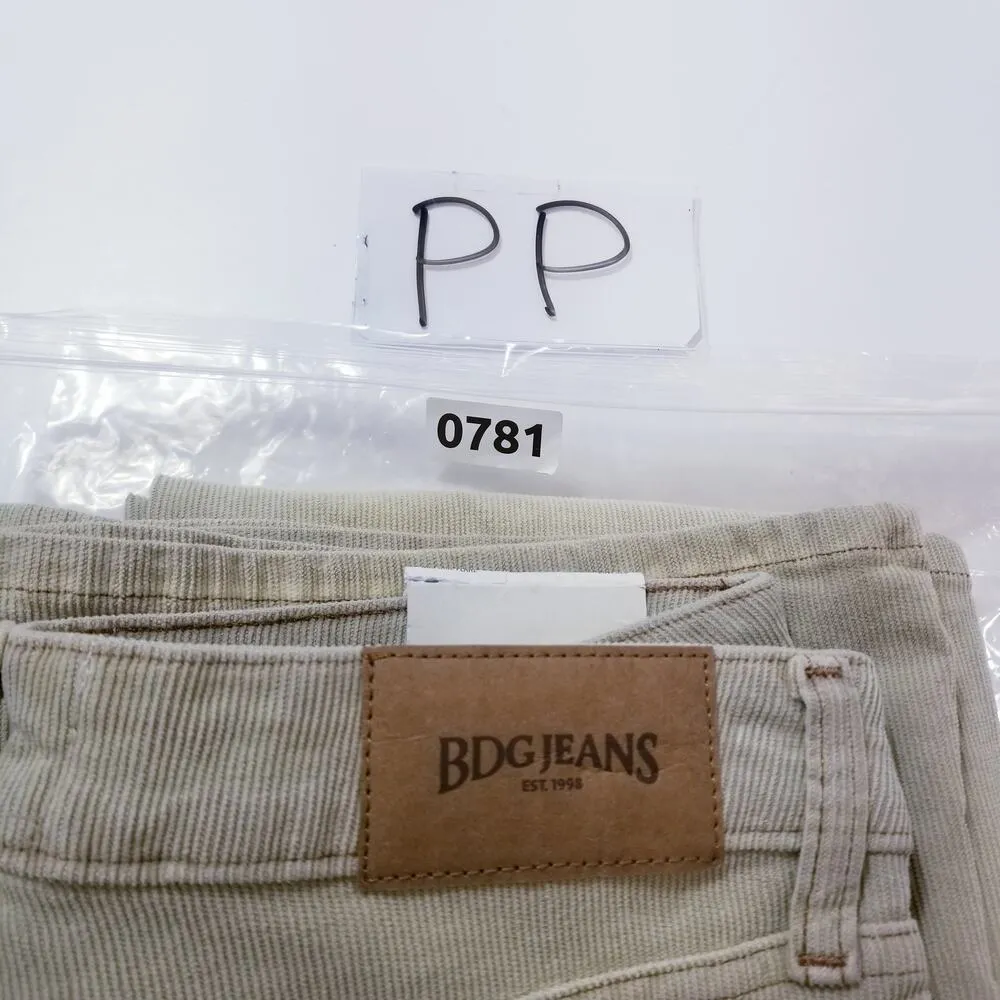 PP
0781
BDG JEANS
EST. 1998